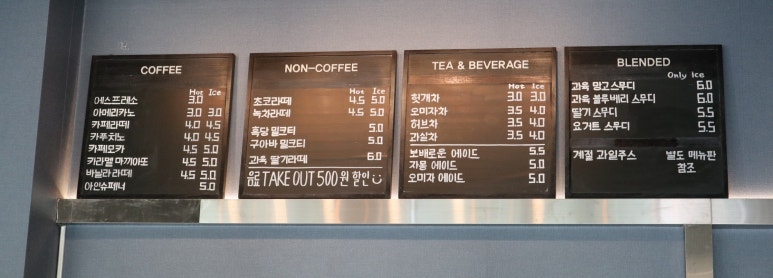 COFFEE
Hot Ice
에스프레소 3.0
아메리카노 3.0 3.0
카페라떼 4.0 4.5
카푸치노 4.0 4.5
카페모카 4.5 5.0
카라멜 마끼아또 4.5 5.0
바닐라 라떼 4.5 5.0
아인슈페너 5.0
NON-COFFEE
Hot Ice
초코라떼 4.5 5.0
녹차라떼 4.5 5.0
흑당 밀크티 5.0
구아바 밀크티 5.0
과육 딸기라떼 6.0
음료 TAKE OUT 500원 할인
TEA & BEVERAGE
Hot Ice
헛개차 3.0 3.0
오미자차 3.5 4.0
허브차 3.5 4.0
과실차 3.5 4.0
보배로운 에이드 5.5
자몽 에이드 5.0
오미자 에이드 5.0
BLENDED
Only Ice
과육 망고스무디 6.0
과육 블루베리 스무디 6.0
딸기 스무디 5.5
요거트 스무디 5.5
계절 과일주스 별도 메뉴판
참조